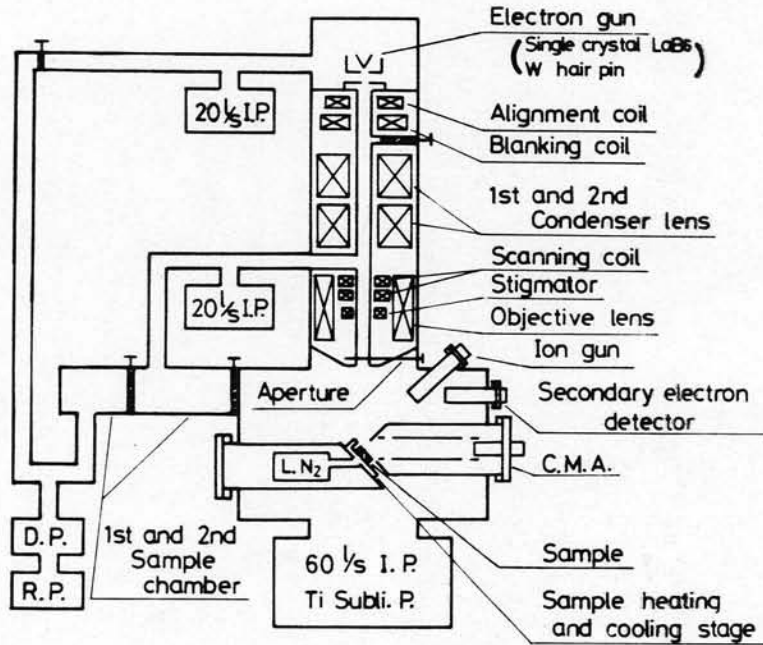 Electron gun
(Single crystal LaB6
W hair pin)
20 l/s I.P.
Alignment coil
Blanking coil
1st and 2nd
Condenser lens
Scanning coil
Stigmator
20 l/s I.P.
Objective lens
Ion gun
Aperture
Secondary electron
detector
L.N2
C.M.A.
D.P.
1st and 2nd
Sample
chamber
R.P.
60 l/s I.P.
Ti Subli.P.
Sample
Sample heating
and cooling stage